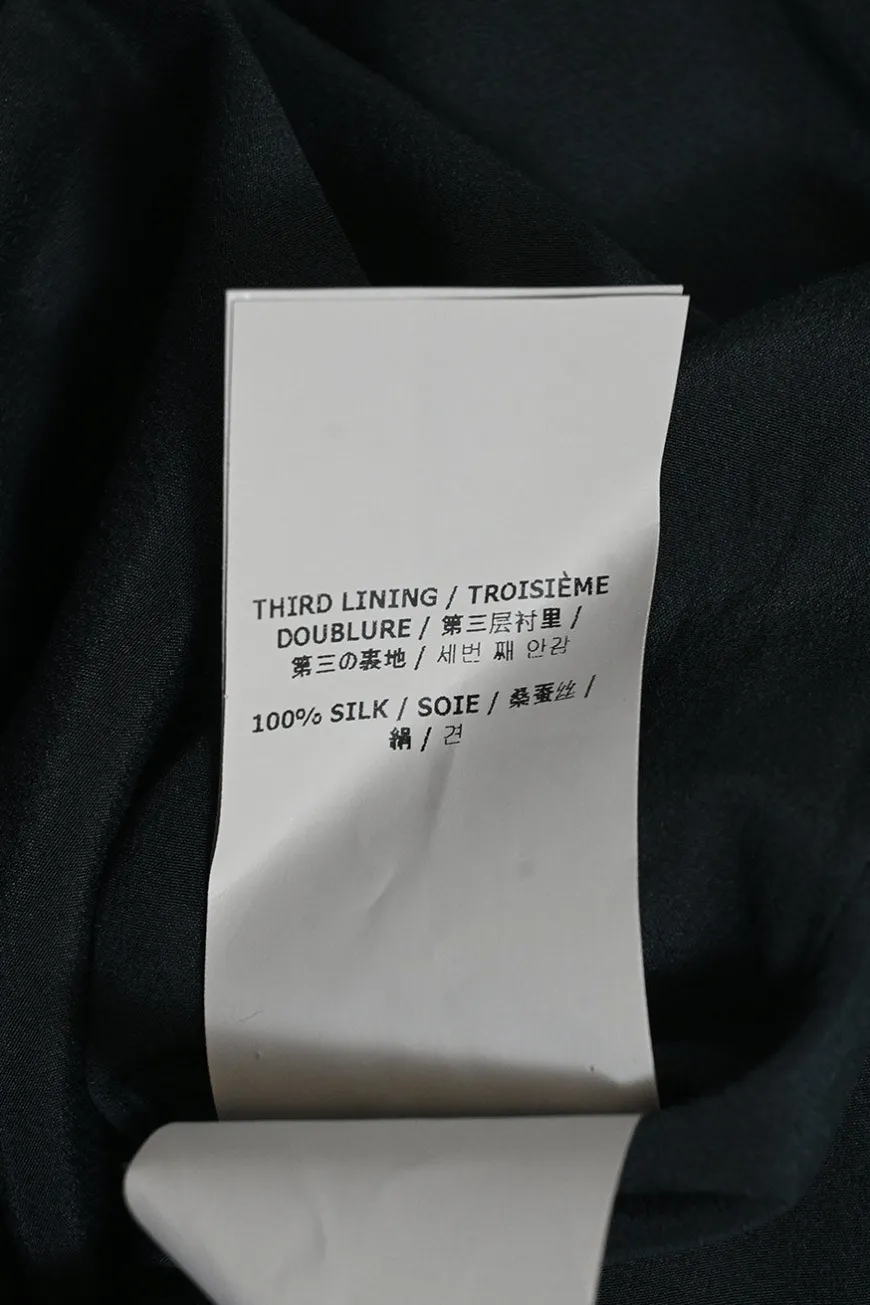 THIRD LINING / TROISIÈME
DOUBLURE / 第三层衬里 /
第三の裏地 / 세번 째 안감
100% SILK / SOIE / 桑蚕丝 /
絹 / 견